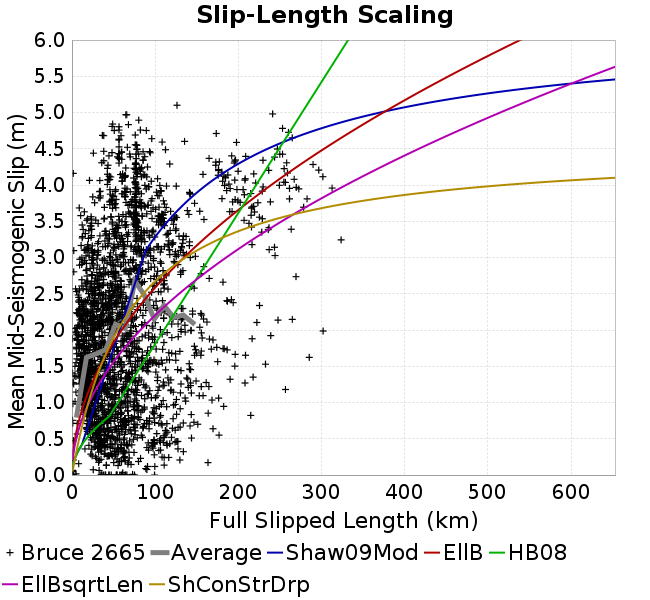 Slip-Length Scaling
Mean Mid-Seismogenic Slip (m)
6.0
5.5
5.0
4.5
4.0
3.5
3.0
2.5
2.0
1.5
1.0
0.5
0.0
0 100 200 300 400 500 600
Full Slipped Length (km)
Bruce 2665 Average Shaw09Mod EllB HB08
EllBsqrtLen ShConStrDrp